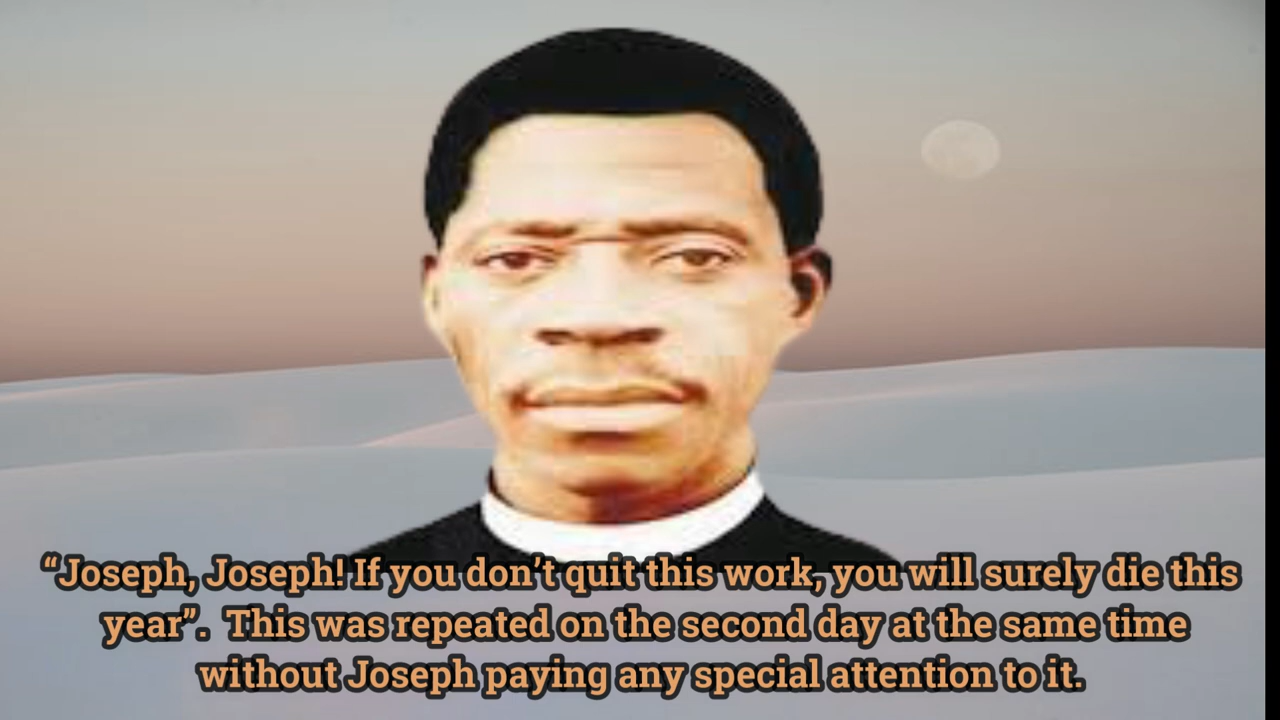 “Joseph, Joseph! If you don’t quit this work, you will surely die this
year”.  This was repeated on the second day at the same time
without Joseph paying any special attention to it.